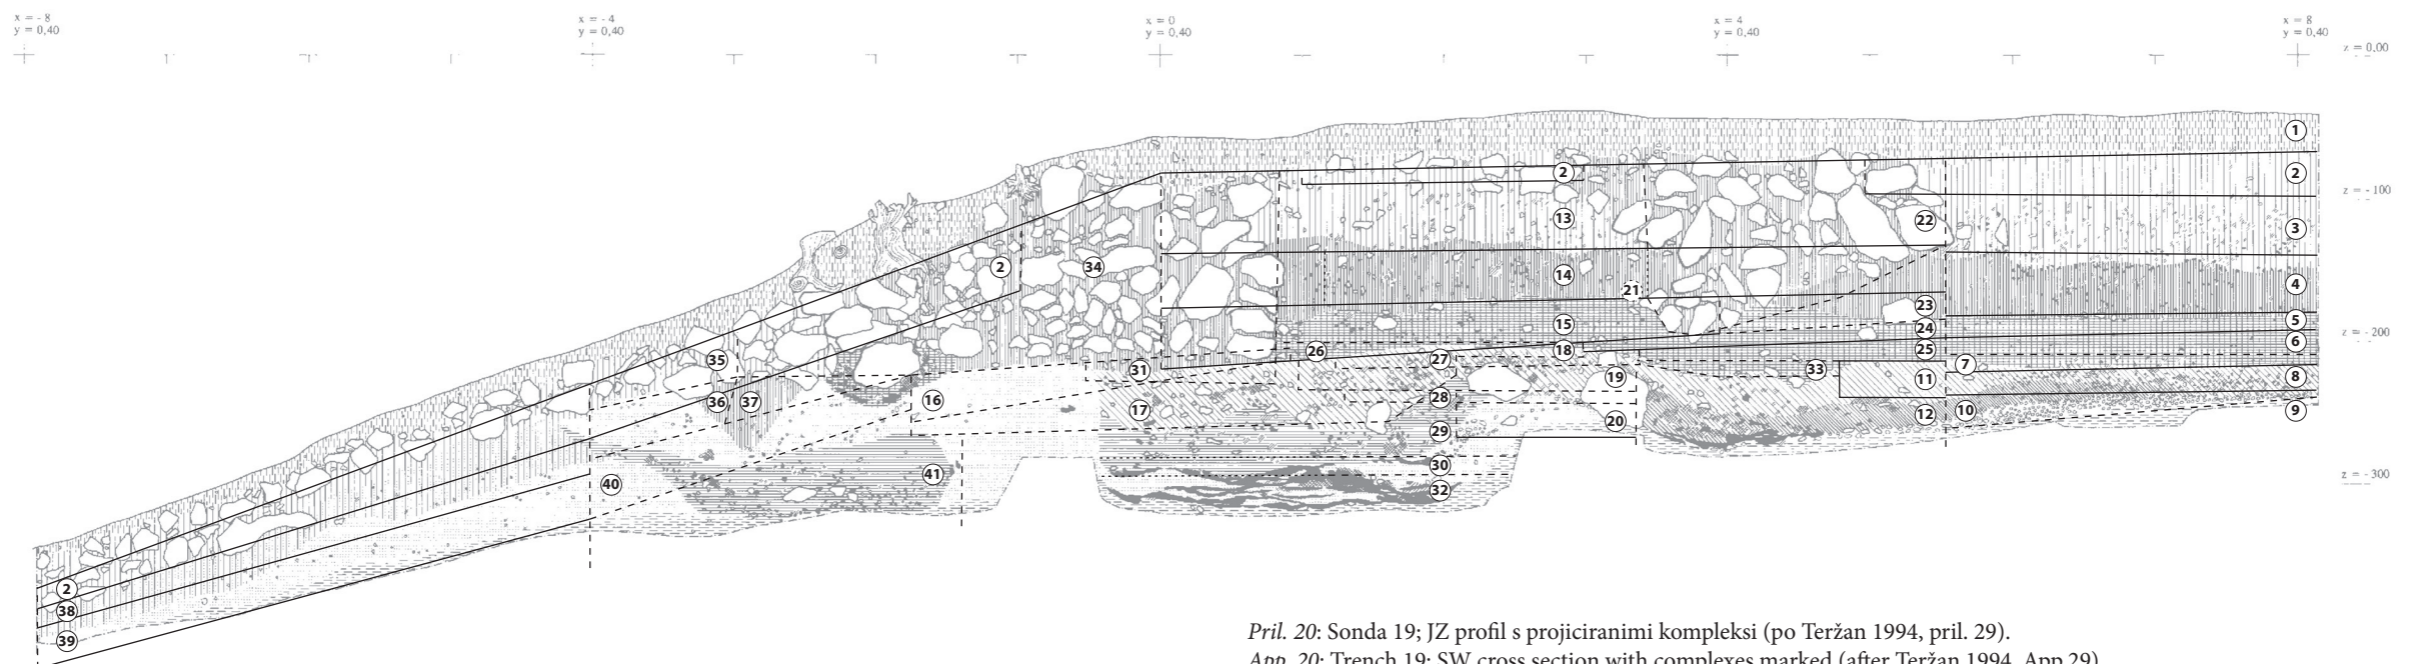 x = - 8
y = 0,40
x = - 4
y = 0,40
x = 0
y = 0,40
x = 4
y = 0,40
x = 8
y = 0,40
z = 0,00
1
2
2
z = - 100
13
22
3
2
34
14
4
21
23
15
5
24
z = - 200
6
26
18
25
27
35
31
7
33
19
8
11
28
36
37
16
17
10
9
12
20
29
30
41
z = - 300
40
32
2
38
39
Pril. 20: Sonda 19; JZ profil s projiciranimi kompleksi (po Teržan 1994, pril. 29).
App. 20: Trench 19; SW cross section with complexes marked (after Teržan 1994, App.29)